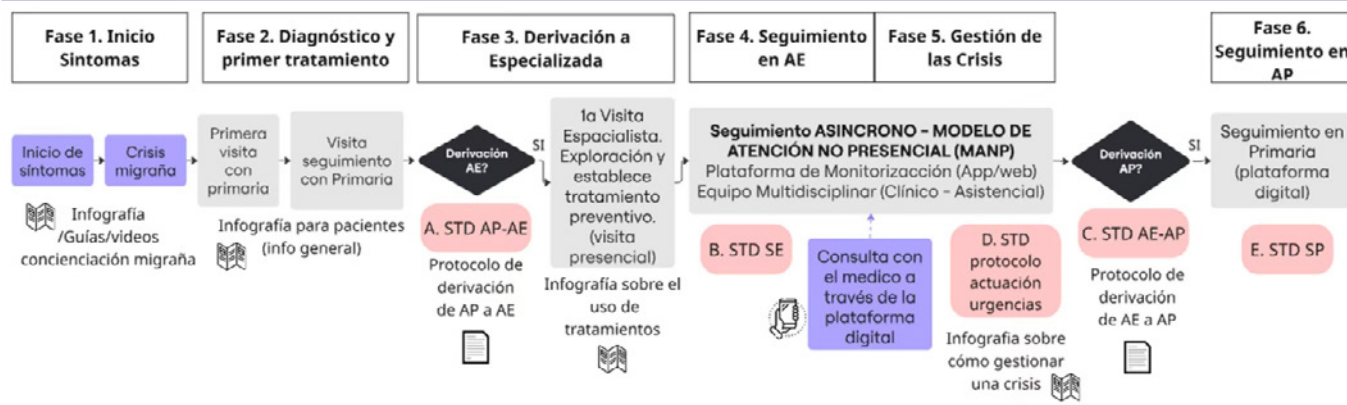 Fase 1. Inicio
Sintomas
Fase 2. Diagnóstico y
primer tratamiento
Fase 3. Derivación a
Especializada
Fase 4. Seguimiento
en AE
Fase 5. Gestión de
las Crisis
Fase 6.
Seguimiento en
AP
Inicio de
síntomas
Crisis
migraña
Infografía
/Guías/videos
concienciación migraña
Primera
visita
con
primaria
Visita
seguimiento
con Primaria
Infografía para pacientes
(info general)
Derivación
AE?
SI
A. STD AP-AE
Protocolo de
derivación
de AP a AE
1a Visita
Espacialista.
Exploración y
establece
tratamiento
preventivo.
(visita
presencial)
Infografía sobre el
uso de
tratamientos
Seguimiento ASINCRONO - MODELO DE
ATENCIÓN NO PRESENCIAL (MANP)
Plataforma de Monitorizacción (App/web)
Equipo Multidisciplinar (Clínico - Asistencial)
B. STD SE
Consulta con
el medico a
través de la
plataforma
digital
D. STD
protocolo
actuación
urgencias
Infografia sobre
cómo gestionar
una crisis
Derivación
AP?
SI
C. STD AE-AP
Protocolo de
derivación
de AE a AP
Seguimiento en
Primaria
(plataforma
digital)
E. STD SP